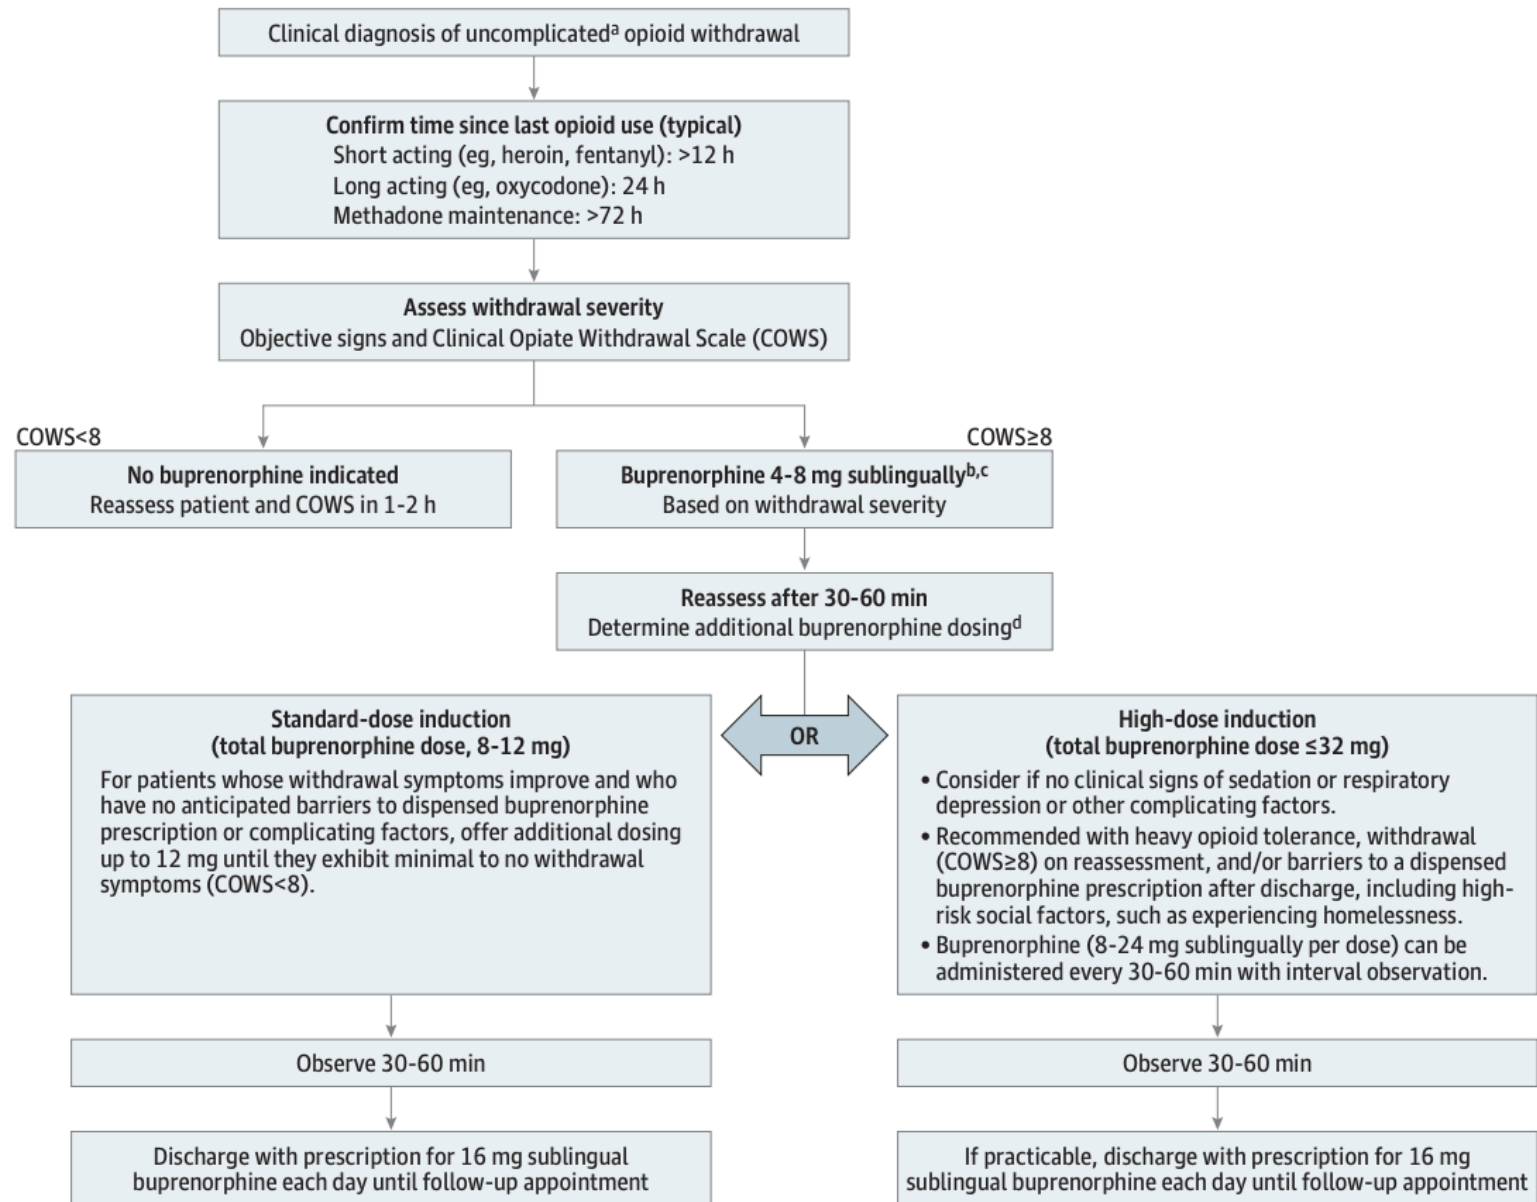 Clinical diagnosis of uncomplicatedᵃ opioid withdrawal
Confirm time since last opioid use (typical)
Short acting (eg, heroin, fentanyl): >12 h
Long acting (eg, oxycodone): 24 h
Methadone maintenance: >72 h
Assess withdrawal severity
Objective signs and Clinical Opiate Withdrawal Scale (COWS)
COWS<8
No buprenorphine indicated
Reassess patient and COWS in 1-2 h
COWS≥8
Buprenorphine 4-8 mg sublinguallyᵇ,ᶜ
Based on withdrawal severity
Reassess after 30-60 min
Determine additional buprenorphine dosingᵈ
OR
Standard-dose induction
(total buprenorphine dose, 8-12 mg)
For patients whose withdrawal symptoms improve and who
have no anticipated barriers to dispensed buprenorphine
prescription or complicating factors, offer additional dosing
up to 12 mg until they exhibit minimal to no withdrawal
symptoms (COWS<8).
Observe 30-60 min
Discharge with prescription for 16 mg sublingual
buprenorphine each day until follow-up appointment
High-dose induction
(total buprenorphine dose ≤32 mg)
• Consider if no clinical signs of sedation or respiratory
depression or other complicating factors.
• Recommended with heavy opioid tolerance, withdrawal
(COWS≥8) on reassessment, and/or barriers to a dispensed
buprenorphine prescription after discharge, including high-
risk social factors, such as experiencing homelessness.
• Buprenorphine (8-24 mg sublingually per dose) can be
administered every 30-60 min with interval observation.
Observe 30-60 min
If practicable, discharge with prescription for 16 mg
sublingual buprenorphine each day until follow-up appointment